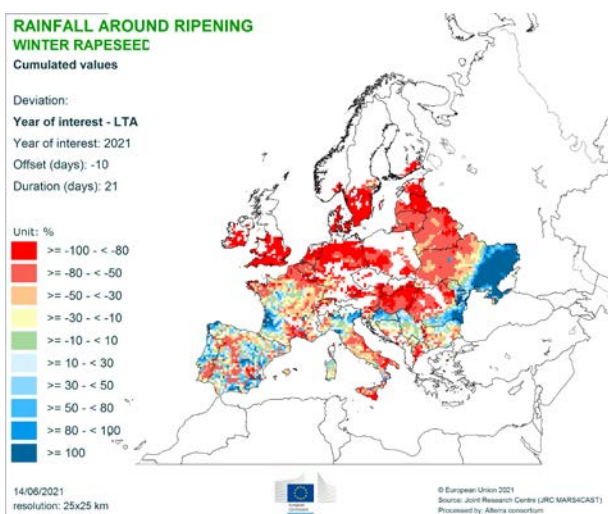 RAINFALL AROUND RIPENING
WINTER RAPESEED
Cumulated values
Deviation:
Year of interest - LTA
Year of interest: 2021
Offset (days): -10
Duration (days): 21
Unit: %
>= -100 - < -80
>= -80 - < -50
>= -50 - < -30
>= -30 - < -10
>= -10 - < 10
>= 10 - < 30
>= 30 - < 50
>= 50 - < 80
>= 80 - < 100
>= 100
14/06/2021
resolution: 25x25 km
© European Union 2021
Source: Joint Research Centre (JRC MARS4CAST)
Processed by: Alterra consortium